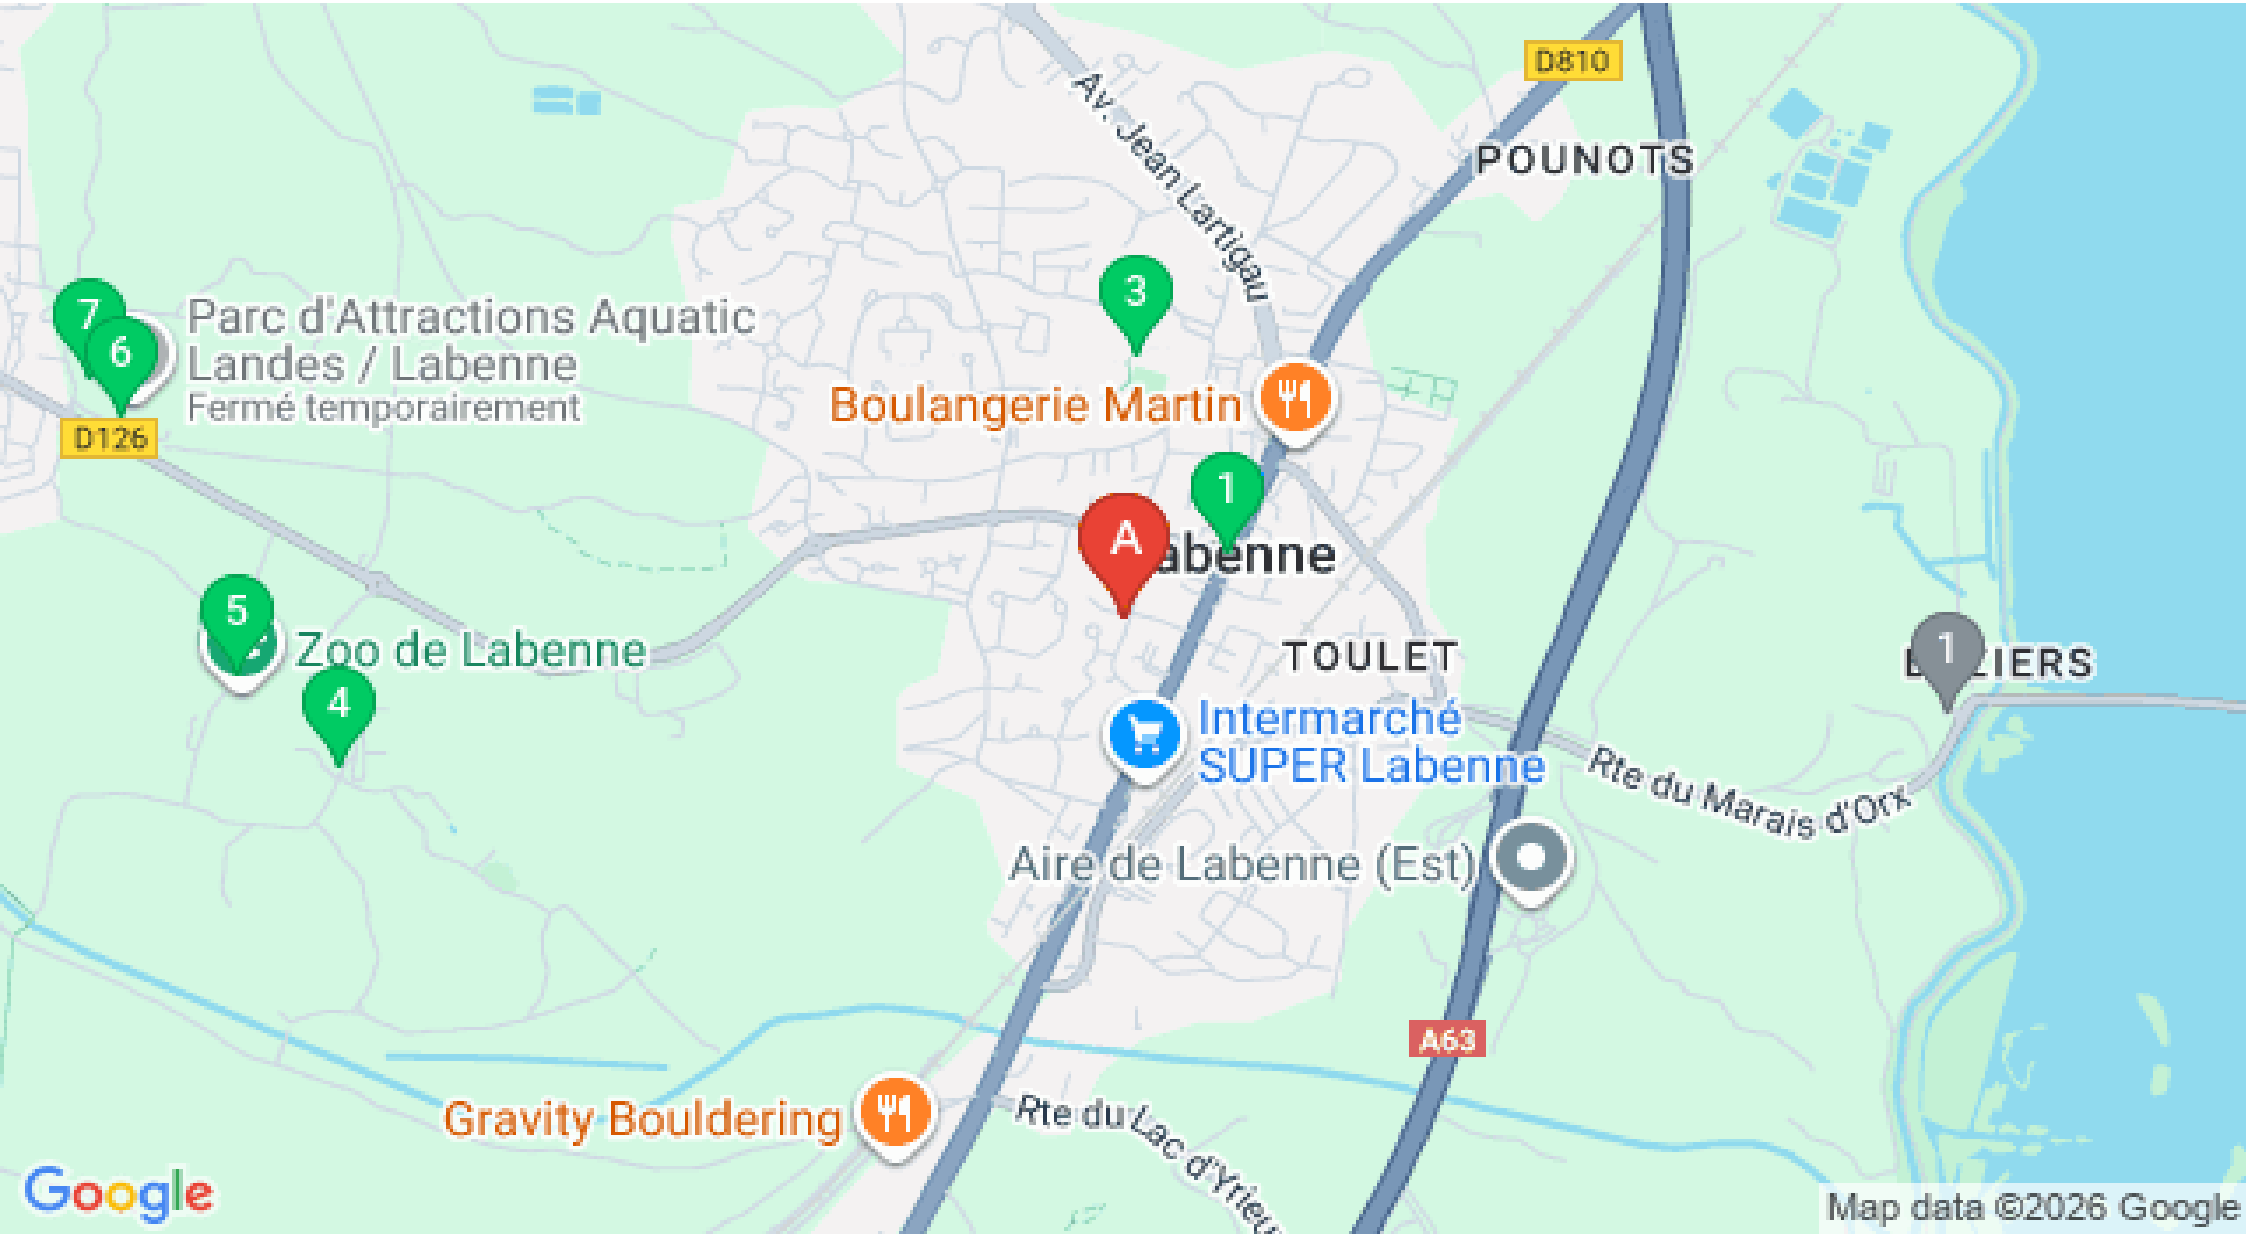 D810
Av. Jean Lartigau
POUNOTS
3
7
6
Parc d'Attractions Aquatic
Landes / Labenne
Fermé temporairement
Boulangerie Martin
D126
1
A
abenne
5
Zoo de Labenne
TOULET
1
IERS
4
Intermarché
SUPER Labenne
Rte du Marais d'Orx
Aire de Labenne (Est)
A63
Gravity Bouldering
Rte du Lac d'Yrieu
Google
Map data ©2026 Google